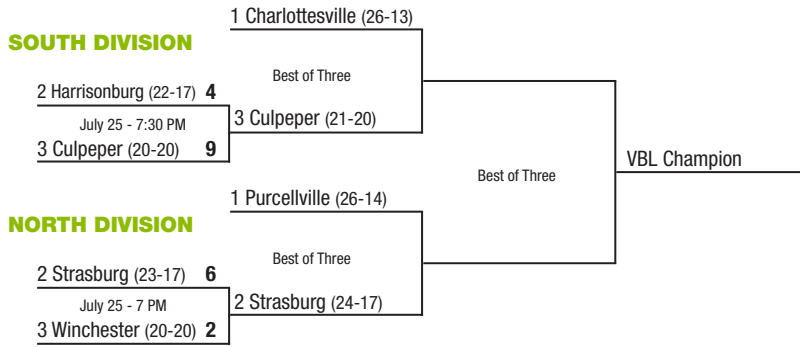 1 Charlottesville (26-13)
SOUTH DIVISION
Best of Three
2 Harrisonburg (22-17) 4
July 25 - 7:30 PM
3 Culpeper (21-20)
3 Culpeper (20-20) 9
VBL Champion
Best of Three
1 Purcellville (26-14)
NORTH DIVISION
Best of Three
2 Strasburg (23-17) 6
July 25 - 7 PM
2 Strasburg (24-17)
3 Winchester (20-20) 2